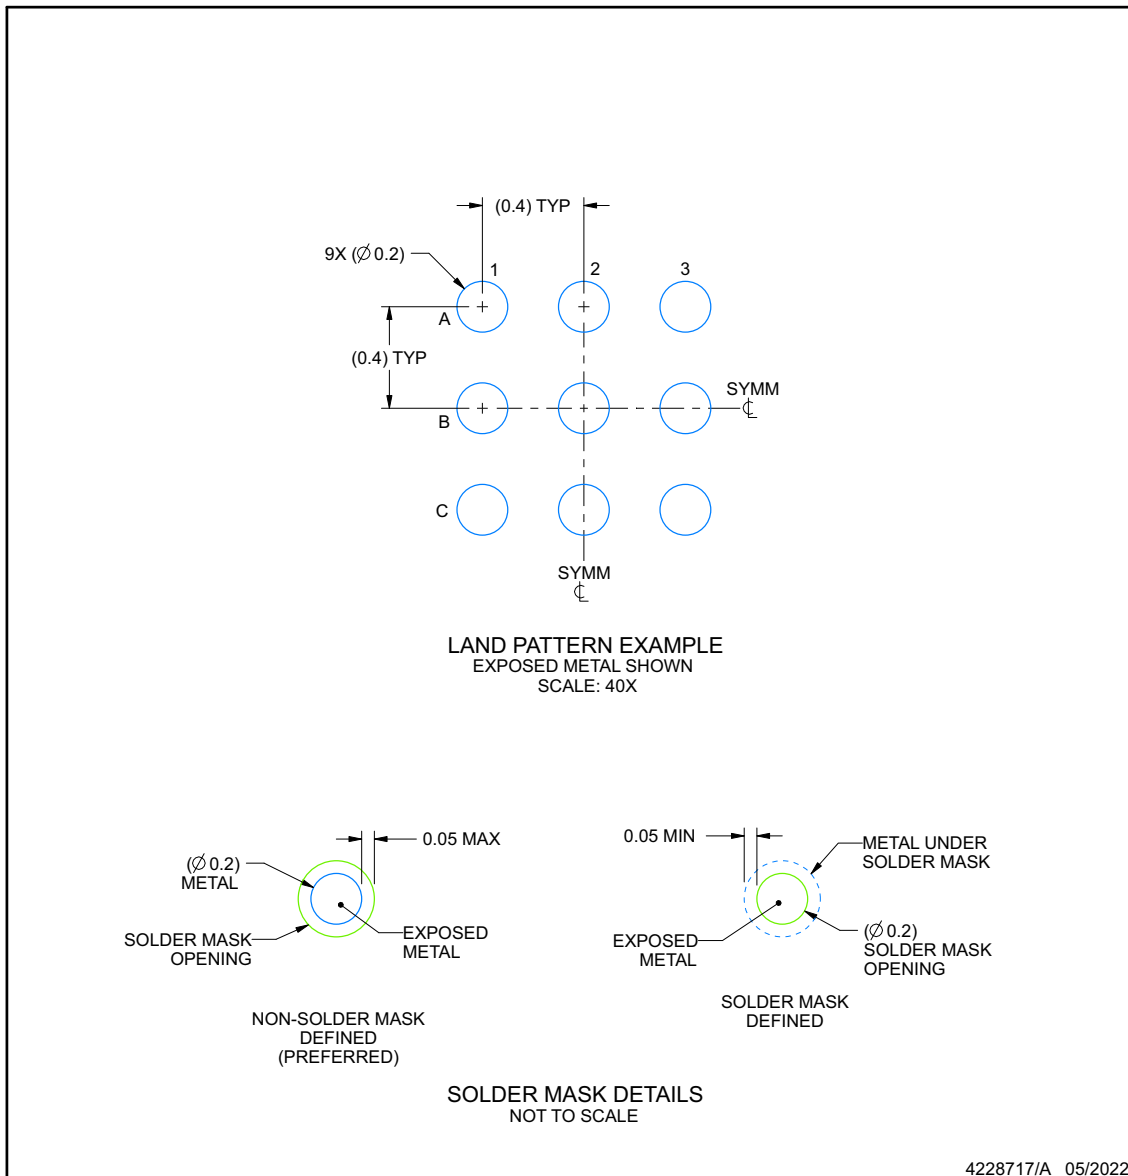 (0.4) TYP
9X (∅ 0.2)
1
2
3
A
(0.4) TYP
SYMM
℄
B
C
SYMM
℄
LAND PATTERN EXAMPLE
EXPOSED METAL SHOWN
SCALE: 40X
0.05 MAX
(∅ 0.2)
METAL
SOLDER MASK
OPENING
EXPOSED
METAL
NON-SOLDER MASK
DEFINED
(PREFERRED)
0.05 MIN
METAL UNDER
SOLDER MASK
EXPOSED
METAL
(∅ 0.2)
SOLDER MASK
OPENING
SOLDER MASK
DEFINED
SOLDER MASK DETAILS
NOT TO SCALE
4228717/A 05/2022